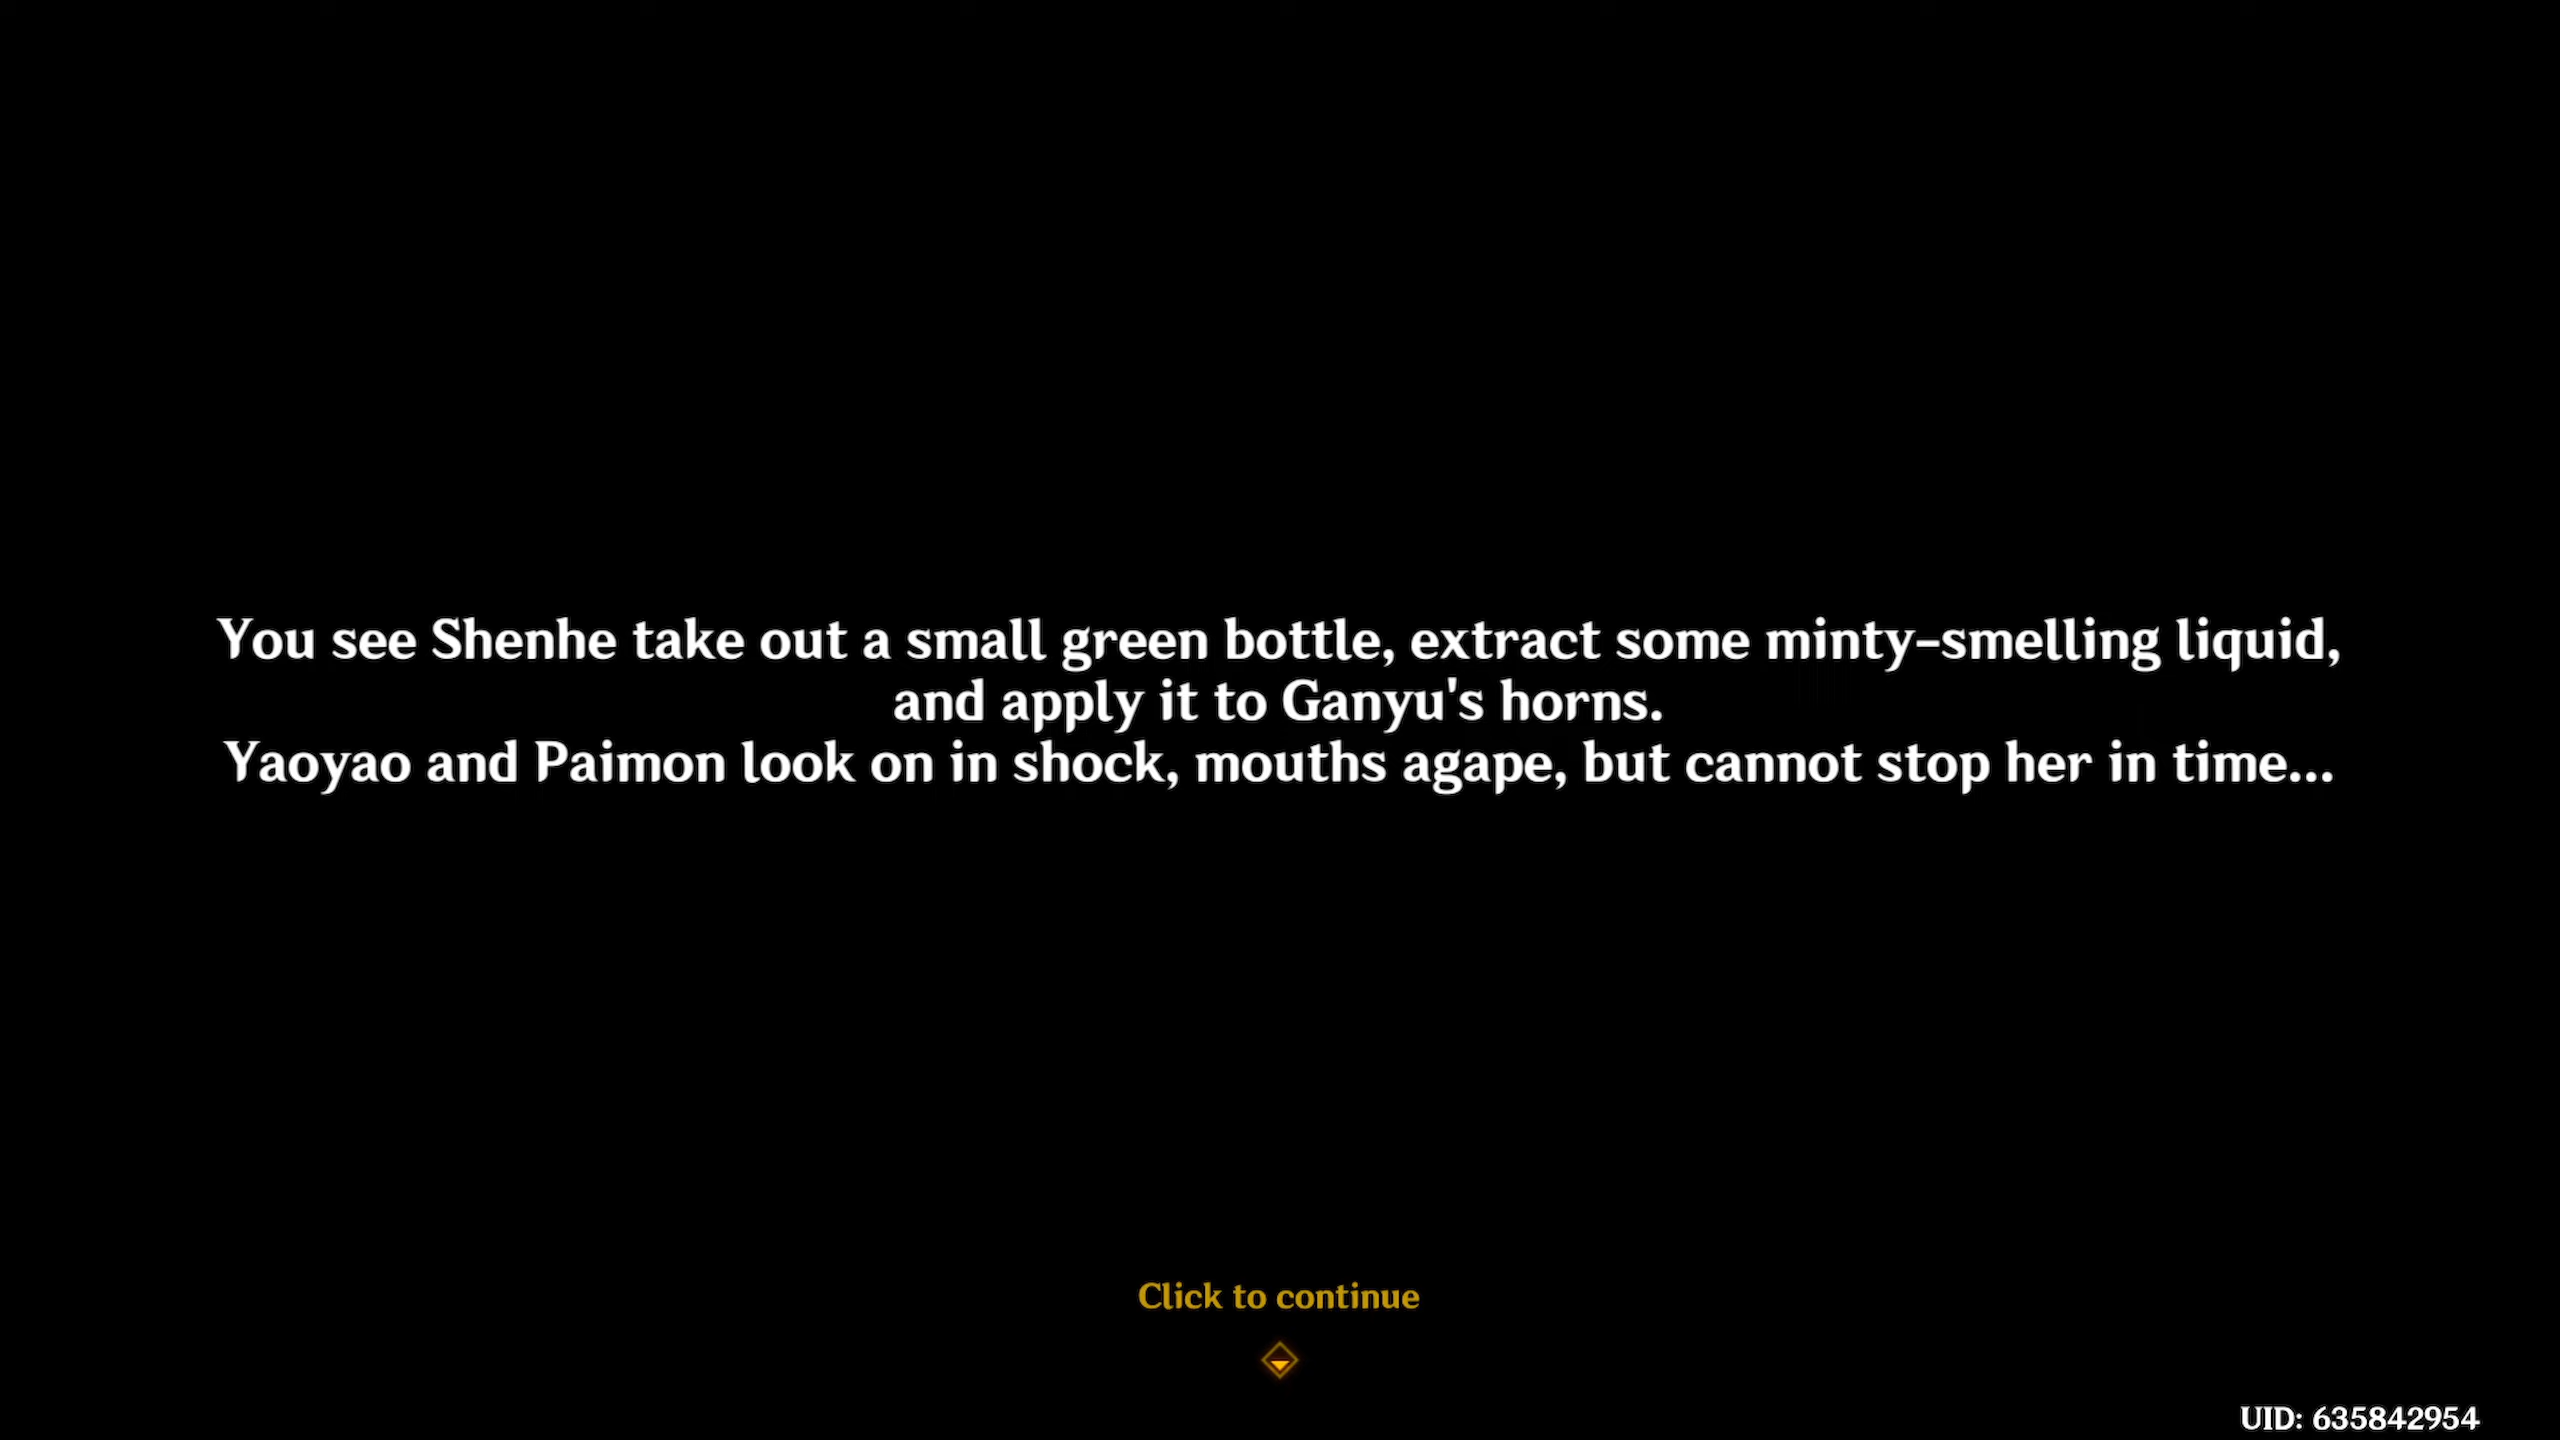 You see Shenhe take out a small green bottle, extract some minty-smelling liquid,
and apply it to Ganyu's horns.
Yaoyao and Paimon look on in shock, mouths agape, but cannot stop her in time...
Click to continue
UID: 635842954